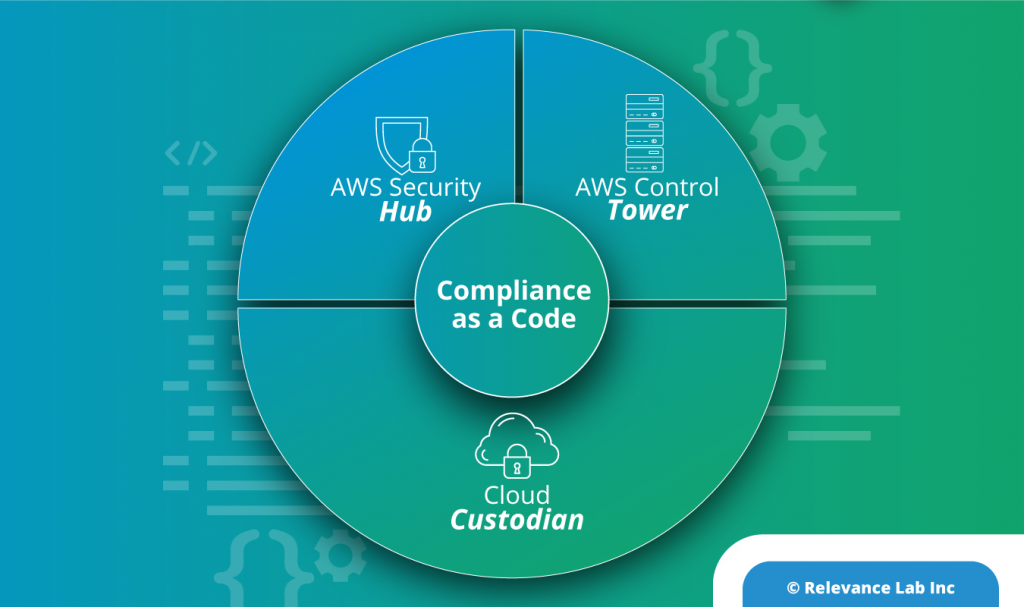 </>
AWS Security
Hub
AWS Control
Tower
Compliance
as a Code
Cloud
Custodian
© Relevance Lab Inc